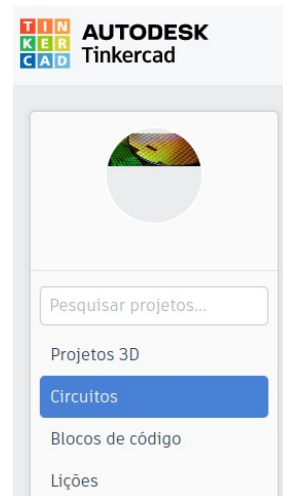 TIN
KER
CAD
AUTODESK
Tinkercad
Pesquisar projetos...
Projetos 3D
Circuitos
Blocos de código
Lições